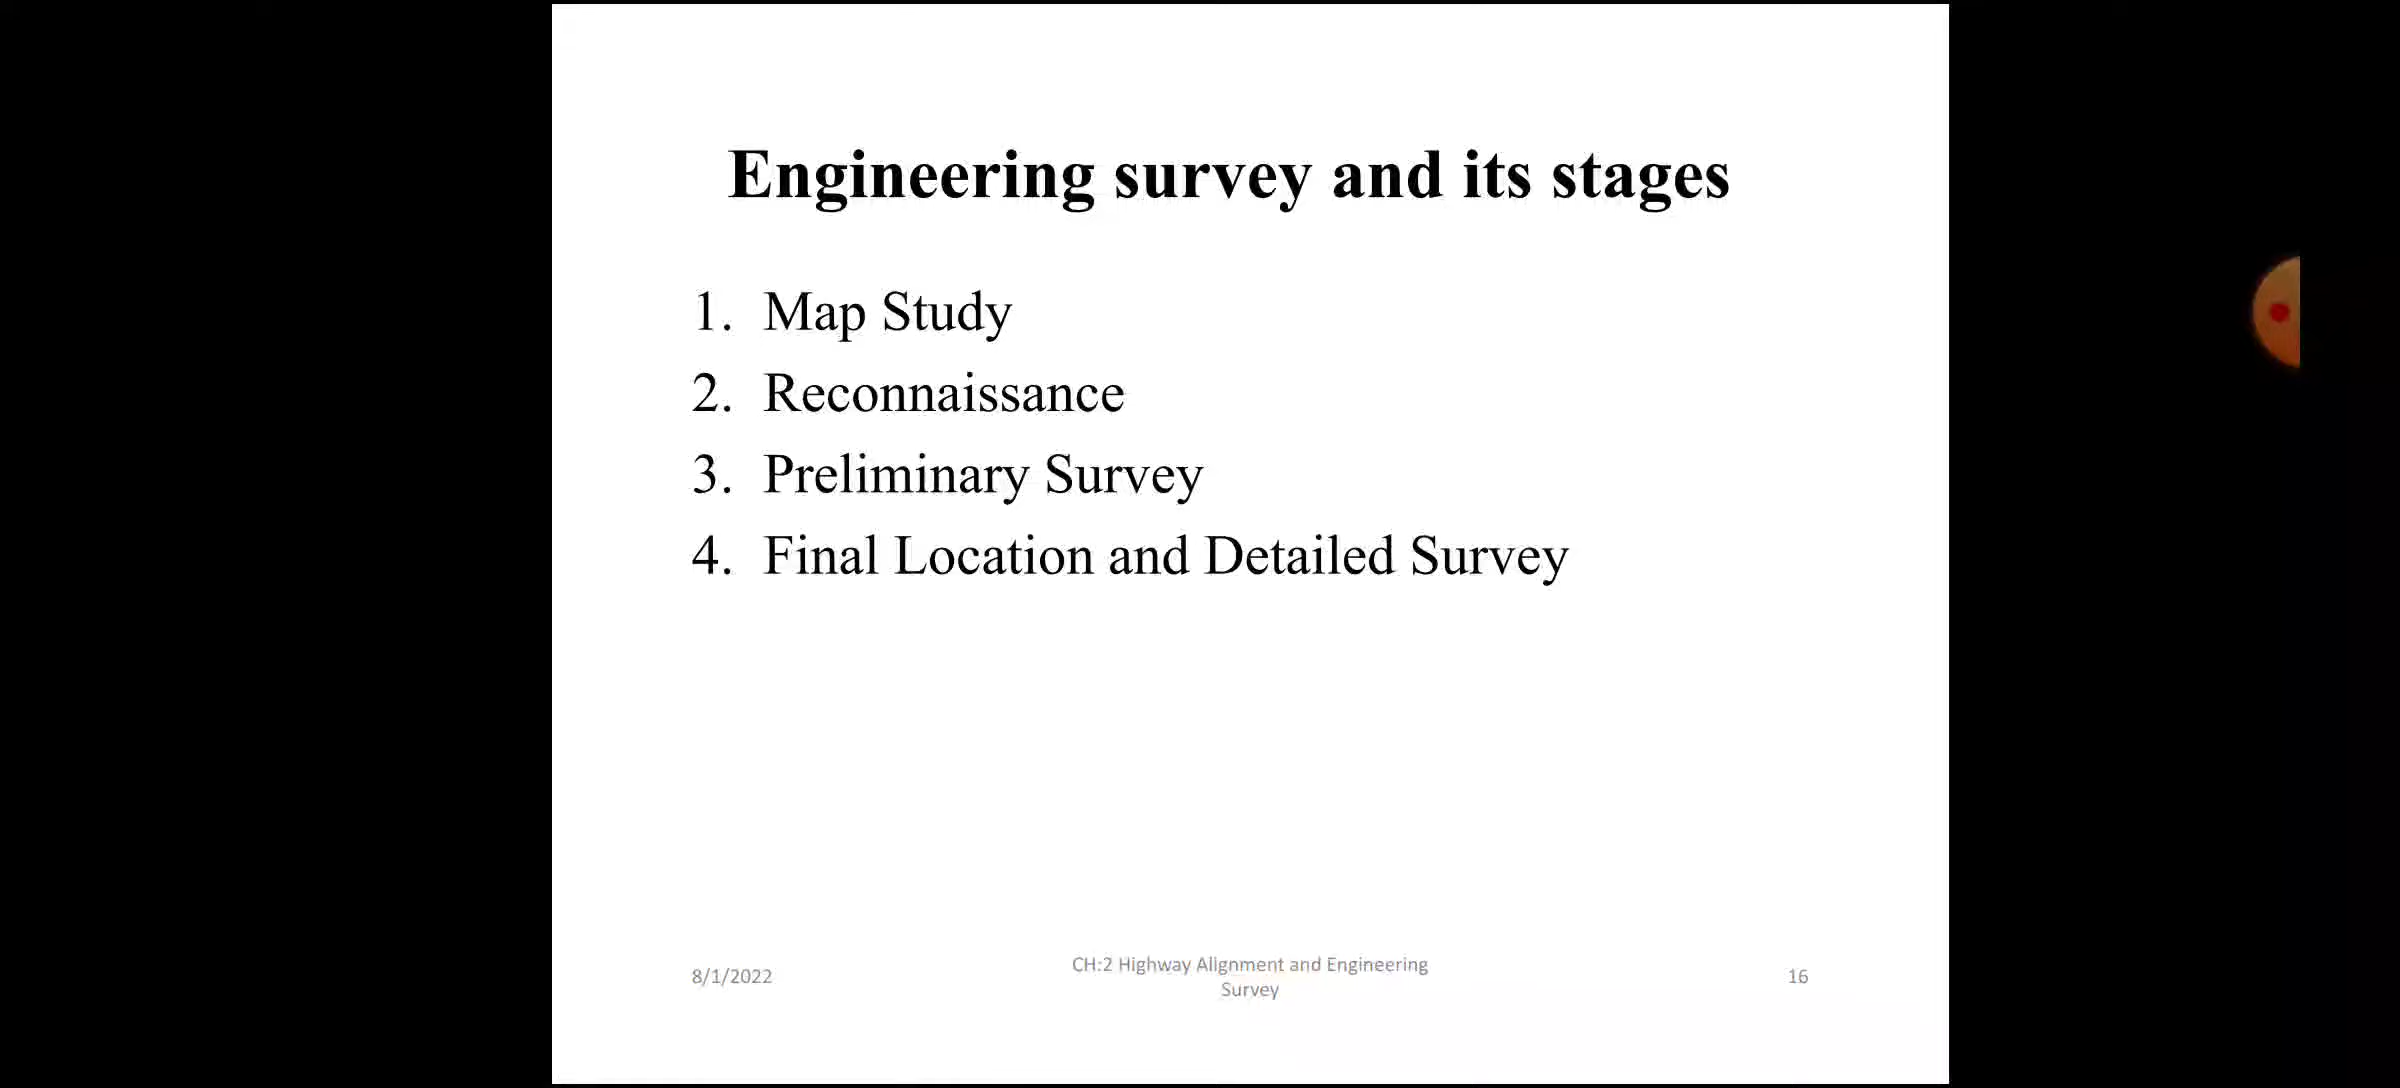 Engineering survey and its stages
1. Map Study
2. Reconnaissance
3. Preliminary Survey
4. Final Location and Detailed Survey
8/1/2022
CH:2 Highway Alignment and Engineering
Survey
16